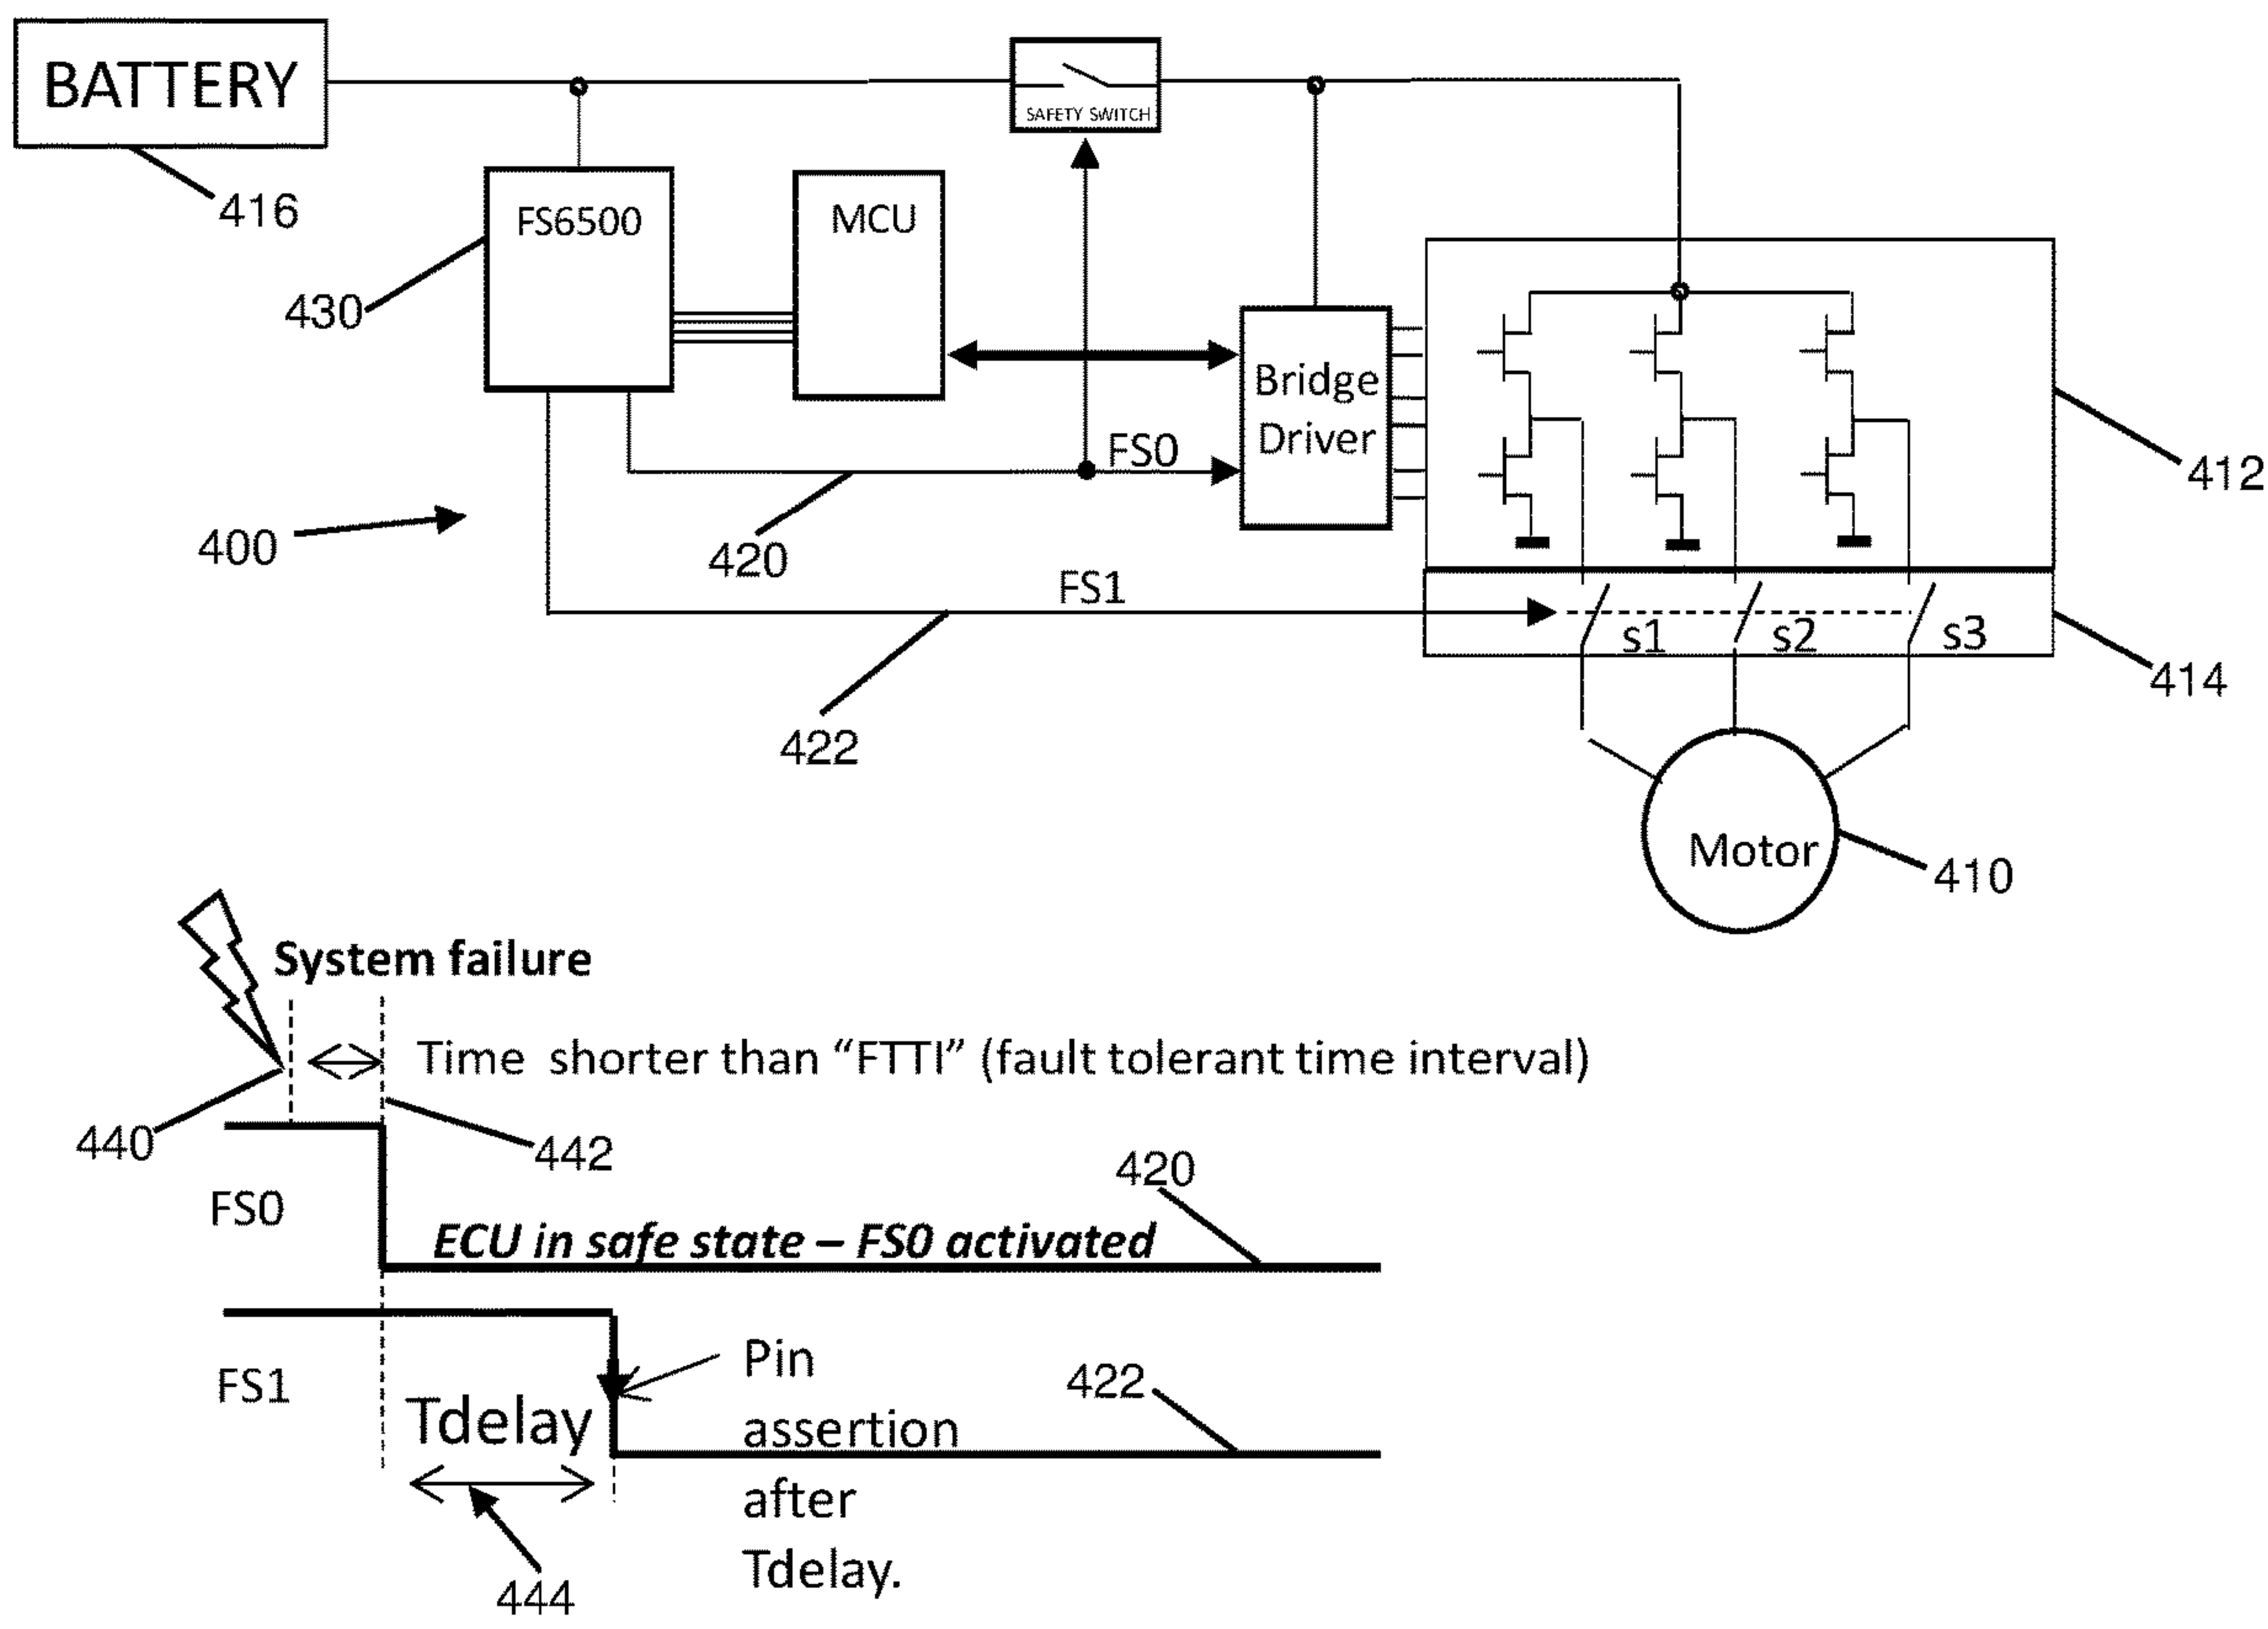 BATTERY
SAFETY SWITCH
416
FS6500
MCU
430
Bridge
Driver
FS0
412
400
420
FS1
s1
s2
s3
414
422
Motor
410
System failure
Time shorter than “FTTI” (fault tolerant time interval)
440
442
420
FS0
ECU in safe state – FS0 activated
FS1
Tdelay
Pin
assertion
after
Tdelay.
422
444